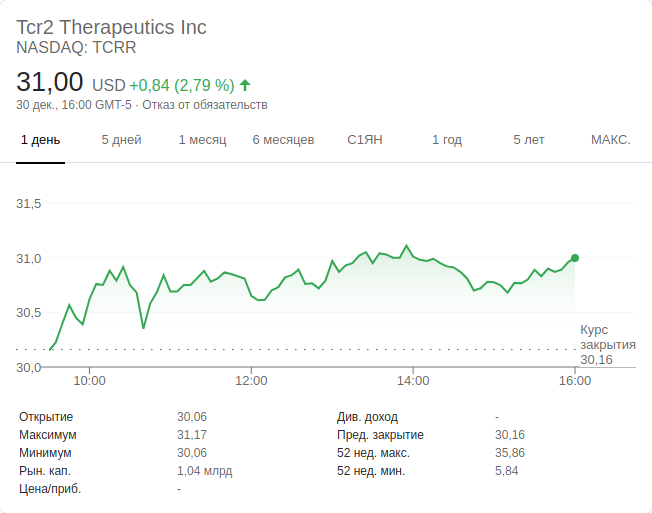 Tcr2 Therapeutics Inc
NASDAQ: TCRR
31,00 USD +0,84 (2,79 %)
30 дек., 16:00 GMT-5 · Отказ от обязательств
1 день 5 дней 1 месяц 6 месяцев С1ЯН 1 год 5 лет МАКС.
31,5
31,0
30,5
30,0
Курс
закрытия
30,16
10:00 12:00 14:00 16:00
Открытие 30,06 Див. доход -
Максимум 31,17 Пред. закрытие 30,16
Минимум 30,06 52 нед. макс. 35,86
Рын. кап. 1,04 млрд 52 нед. мин. 5,84
Цена/приб. -